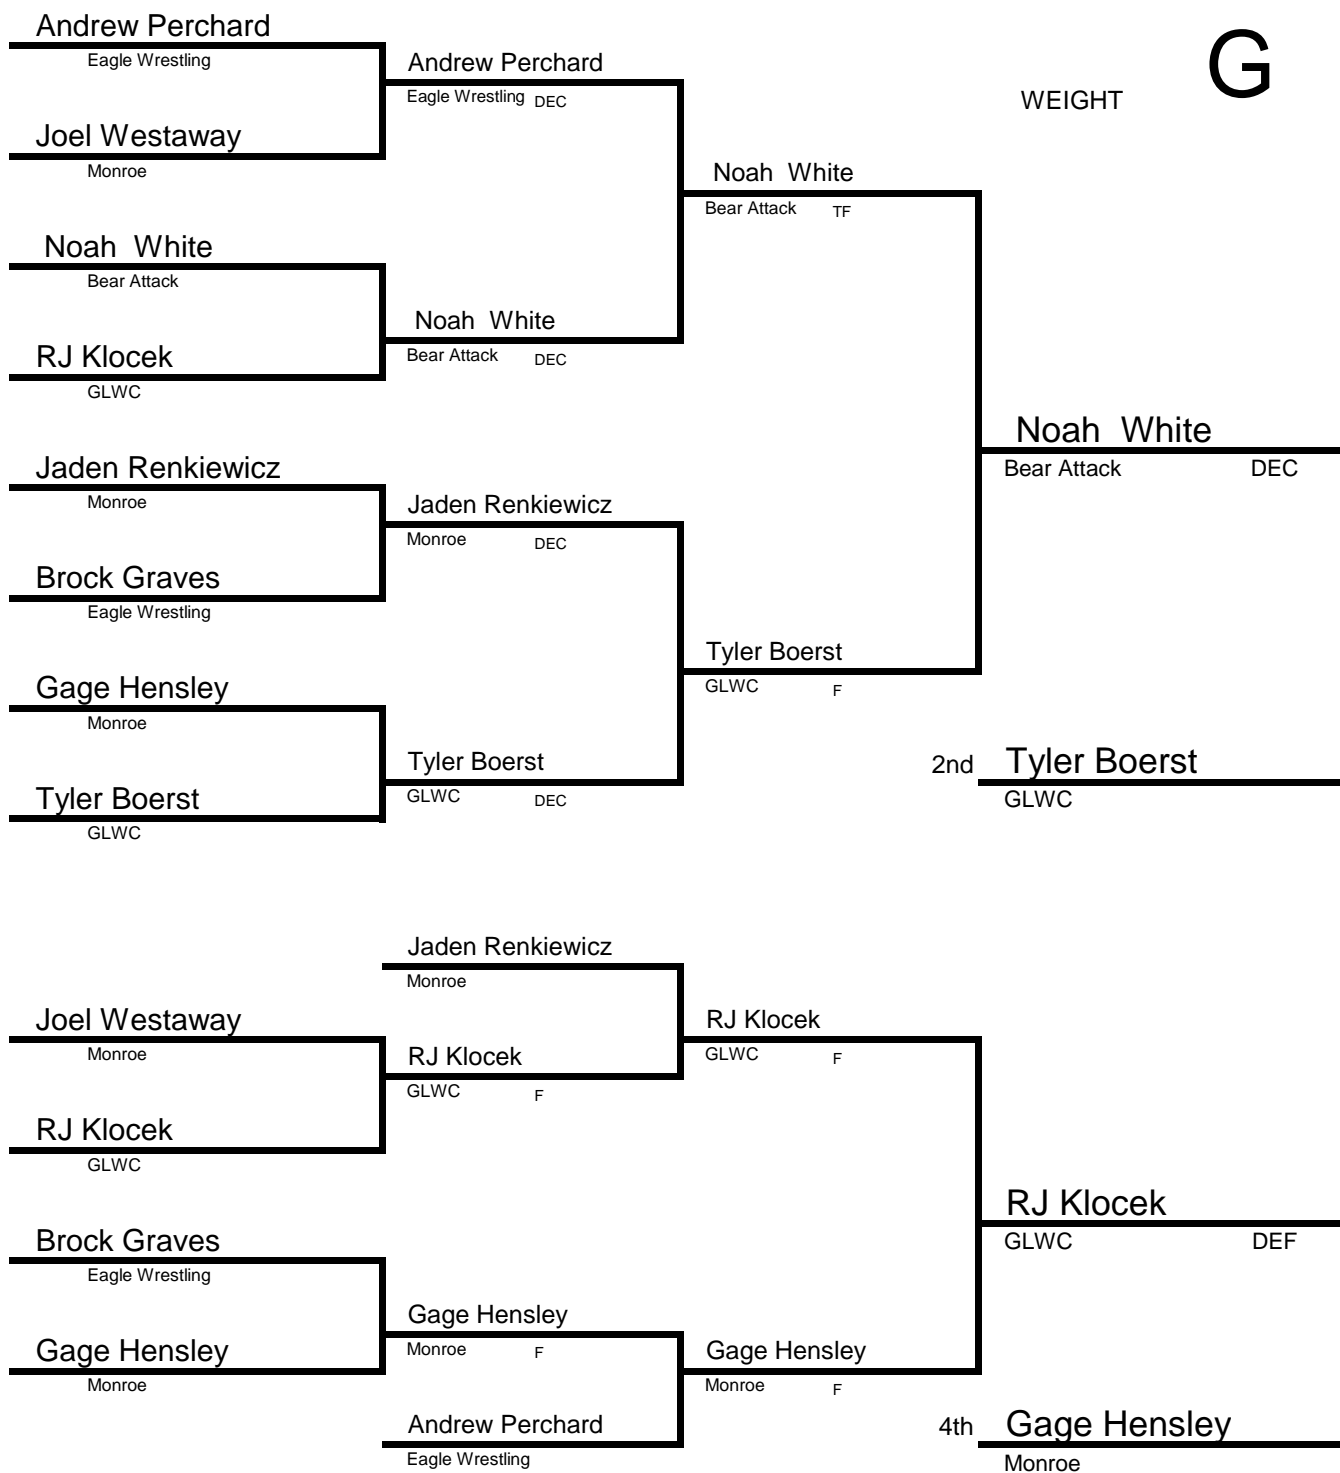 Andrew Perchard
Eagle Wrestling
Andrew Perchard
Eagle Wrestling DEC
G
WEIGHT
Joel Westaway
Monroe
Noah White
Bear Attack TF
Noah White
Bear Attack
Noah White
Bear Attack DEC
RJ Klocek
GLWC
Noah White
Bear Attack DEC
Jaden Renkiewicz
Monroe
Jaden Renkiewicz
Monroe DEC
Brock Graves
Eagle Wrestling
Tyler Boerst
GLWC F
Gage Hensley
Monroe
Tyler Boerst
GLWC DEC
2nd Tyler Boerst
GLWC
Tyler Boerst
GLWC
Jaden Renkiewicz
Monroe
Joel Westaway
Monroe
RJ Klocek
GLWC F
RJ Klocek
GLWC F
RJ Klocek
GLWC
RJ Klocek
GLWC DEF
Brock Graves
Eagle Wrestling
Gage Hensley
Monroe F
Gage Hensley
Monroe
Gage Hensley
Monroe F
Andrew Perchard
Eagle Wrestling
4th Gage Hensley
Monroe